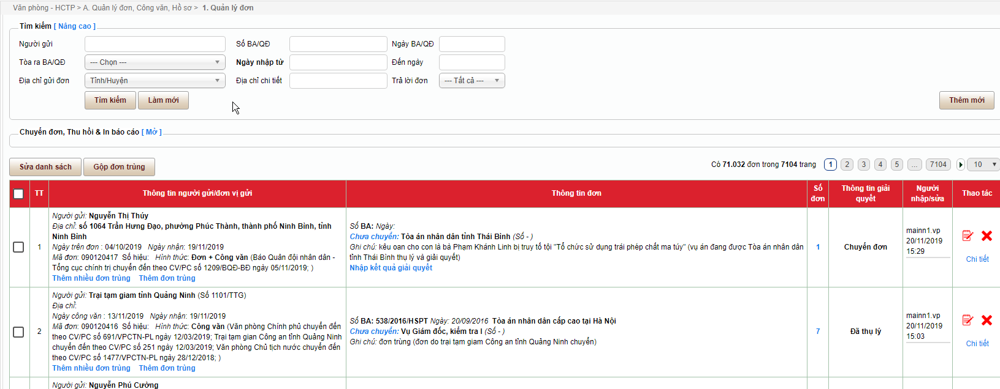 Văn phòng - HCTP > A. Quản lý đơn, Công văn, Hồ sơ > 1. Quản lý đơn
Tìm kiếm [ Nâng cao ]
Người gửi Số BA/QĐ Ngày BA/QĐ
Tòa ra BA/QĐ --- Chọn --- Ngày nhập từ Đến ngày
Địa chỉ gửi đơn Tỉnh/Huyện Địa chỉ chi tiết Trả lời đơn --- Tất cả ---
Tìm kiếm Làm mới Thêm mới
Chuyển đơn, Thu hồi & In báo cáo [ Mở ]
Sửa danh sách Gộp đơn trùng Có 71.032 đơn trong 7104 trang 1 2 3 4 5 ... 7104 10
TT Thông tin người gửi/đơn vị gửi Thông tin đơn Số đơn Thông tin giải quyết Người nhập/sửa Thao tác
1
Người gửi: Nguyễn Thị Thúy
Địa chỉ: số 1064 Trần Hưng Đạo, phường Phúc Thành, thành phố Ninh Bình, tỉnh
Ninh Bình
Ngày trên đơn : 04/10/2019 Ngày nhận: 19/11/2019
Mã đơn: 090120417 Số hiệu: Hình thức: Đơn + Công văn (Báo Quân đội nhân dân -
Tổng cục chính trị chuyển đến theo CV/PC số 1209/BQĐ-BĐ ngày 05/11/2019; )
Thêm nhiều đơn trùng Thêm đơn trùng
Số BA: Ngày:
Chưa chuyển: Tòa án nhân dân tỉnh Thái Bình (Số - )
Ghi chú: kêu oan cho con là bà Phạm Khánh Linh bị truy tố tội "Tổ chức sử dụng trái phép chất ma túy" (vụ án đang được Tòa án nhân dân
tỉnh Thái Bình thụ lý và giải quyết)
Nhập kết quả giải quyết
1
Chuyển đơn
mainn1.vp
20/11/2019
15:29
Chi tiết
2
Người gửi: Trại tạm giam tỉnh Quảng Ninh (Số 1101/TTG)
Địa chỉ:
Ngày công văn : 13/11/2019 Ngày nhận: 19/11/2019
Mã đơn: 090120416 Số hiệu: Hình thức: Công văn (Văn phòng Chính phủ chuyển đến
theo CV/PC số 691/VPCTN-PL ngày 12/03/2019; Trại tạm gian Công an tỉnh Quảng Ninh
chuyển đến theo CV/PC số 251 ngày 12/03/2019; Văn phòng Chủ tịch nước chuyển đến
theo CV/PC số 1477/VPCTN-PL ngày 28/12/2018; )
Thêm nhiều đơn trùng Thêm đơn trùng
Số BA: 538/2016/HSPT Ngày: 20/09/2016 Tòa án nhân dân cấp cao tại Hà Nội
Chưa chuyển: Vụ Giám đốc, kiểm tra I (Số - )
Ghi chú: đơn trùng (đơn do trại tạm giam Công an tỉnh Quảng Ninh chuyển)
7
Đã thụ lý
mainn1.vp
20/11/2019
15:03
Chi tiết
Người gửi: Nguyễn Phú Cường